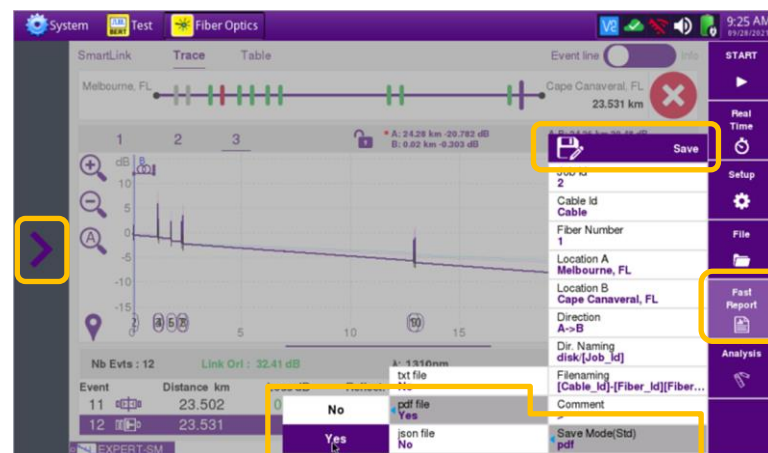 System
BERT
Test
Fiber Optics
9:25 AM
09/28/2021
SmartLink
Trace
Table
Event line
Info
START
Melbourne, FL
Cape Canaveral, FL
23.531 km
Real
Time
1
2
3
A: 24.28 km -20.782 dB
B: 0.02 km -0.303 dB
Save
Setup
dB
B
10
5
0
-5
-10
-15
A
Job Id
2
Cable Id
Cable
Fiber Number
1
File
Location A
Melbourne, FL
Location B
Cape Canaveral, FL
Fast
Report
Direction
A->B
5
10
15
Dir. Naming
disk/[Job_Id]
Analysis
Nb Evts : 12
Link Orl : 32.41 dB
λ: 1310nm
Filenaming
[Cable_Id]-[Fiber_Id][Fiber...
Event
Distance km
txt file
No
Comment
>
11
23.502
No
pdf file
Yes
12
23.531
Yes
json file
No
Save Mode(Std)
pdf
EXPERT-SM